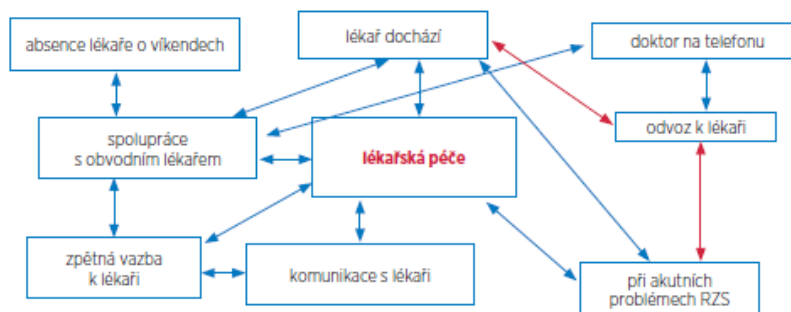 absence lékaře o víkendech
lékař dochází
doktor na telefonu
spolupráce
s obvodním lékařem
lékařská péče
odvoz k lékaři
zpětná vazba
k lékaři
komunikace s lékaři
při akutních
problémech RZS